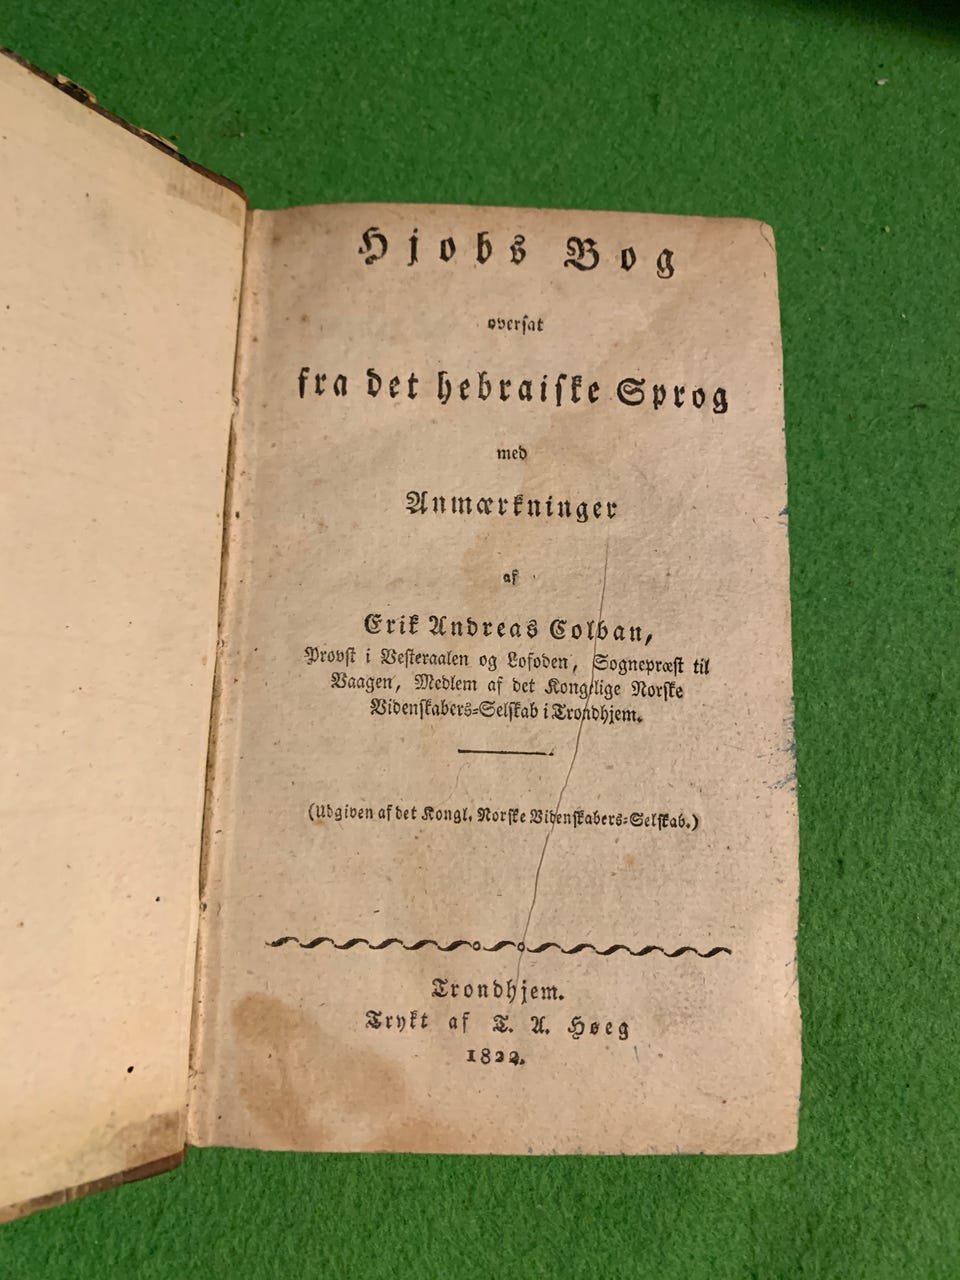 Hjobs Bog
oversat
fra det hebraiske Sprog
med
Anmærkninger
af
Erik Andreas Colban,
Provst i Vesteraalen og Lofoden, Sognepræst til
Vaagen, Medlem af det Kongelige Norske
Videnskabers-Selskab i Trondhjem.
(Udgiven af det Kongl. Norske Videnskabers-Selskab.)
Trondhjem.
Trykt af T. A. Høeg
1822.